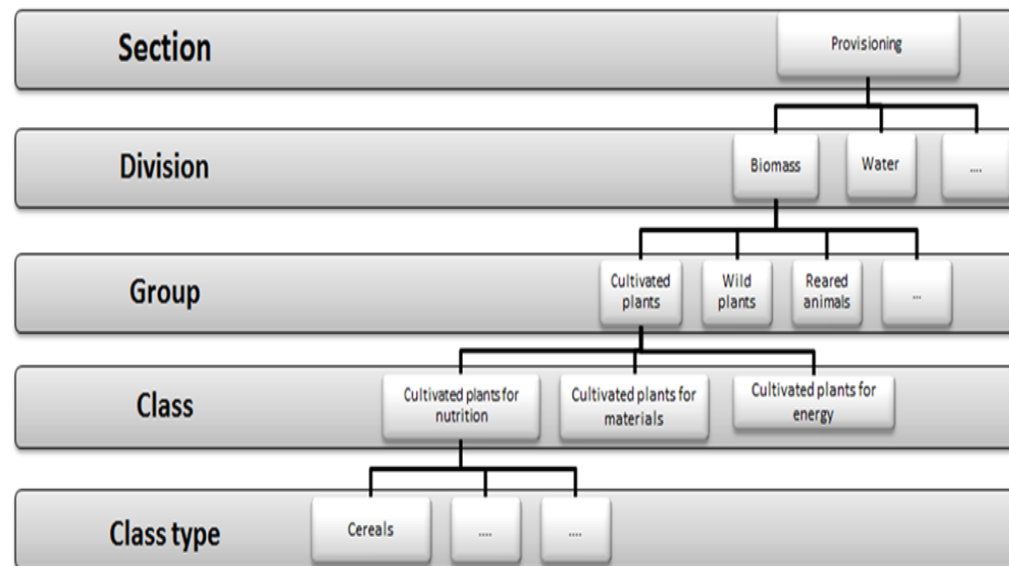 Section
Provisioning
Division
Biomass
Water
....
Group
Cultivated
plants
Wild
plants
Reared
animals
...
Class
Cultivated plants for
nutrition
Cultivated plants for
materials
Cultivated plants for
energy
Class type
Cereals
....
....